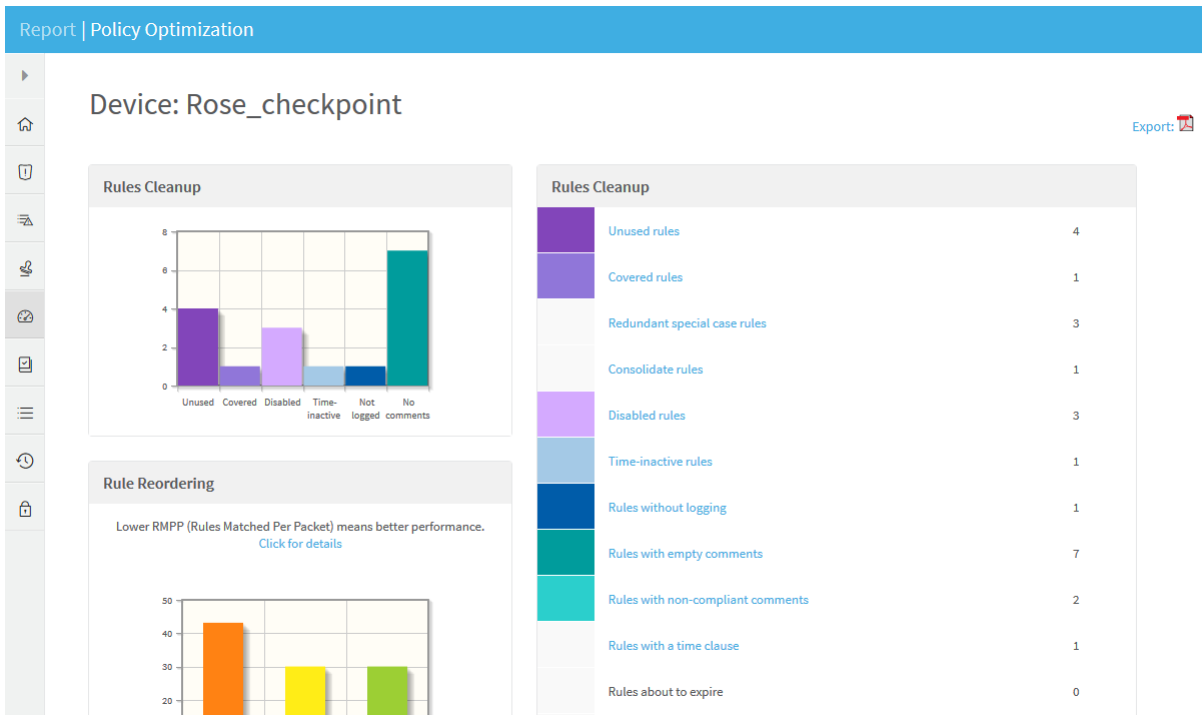 Report | Policy Optimization
Device: Rose_checkpoint
Export:
Rules Cleanup
8
6
4
2
0
Unused Covered Disabled Time-inactive Not logged No comments
Rule Reordering
Lower RMPP (Rules Matched Per Packet) means better performance.
Click for details
50
40
30
20
Rules Cleanup
Unused rules 4
Covered rules 1
Redundant special case rules 3
Consolidate rules 1
Disabled rules 3
Time-inactive rules 1
Rules without logging 1
Rules with empty comments 7
Rules with non-compliant comments 2
Rules with a time clause 1
Rules about to expire 0